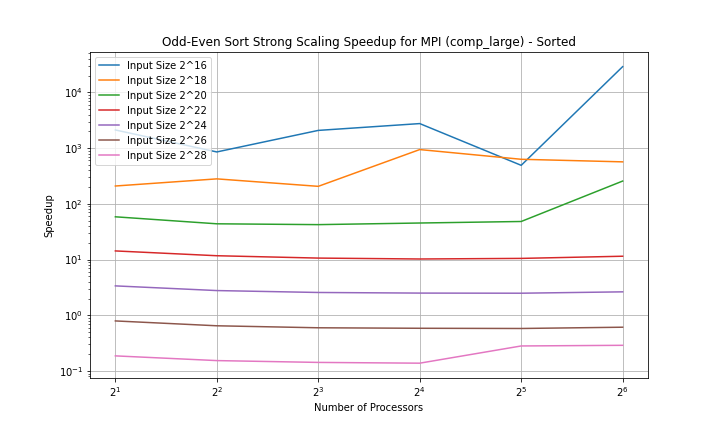 Odd-Even Sort Strong Scaling Speedup for MPI (comp_large) - Sorted
Input Size 2^16
Input Size 2^18
Input Size 2^20
Input Size 2^22
Input Size 2^24
Input Size 2^26
Input Size 2^28
Speedup
10⁴
10³
10²
10¹
10⁰
10⁻¹
2¹ 2² 2³ 2⁴ 2⁵ 2⁶
Number of Processors